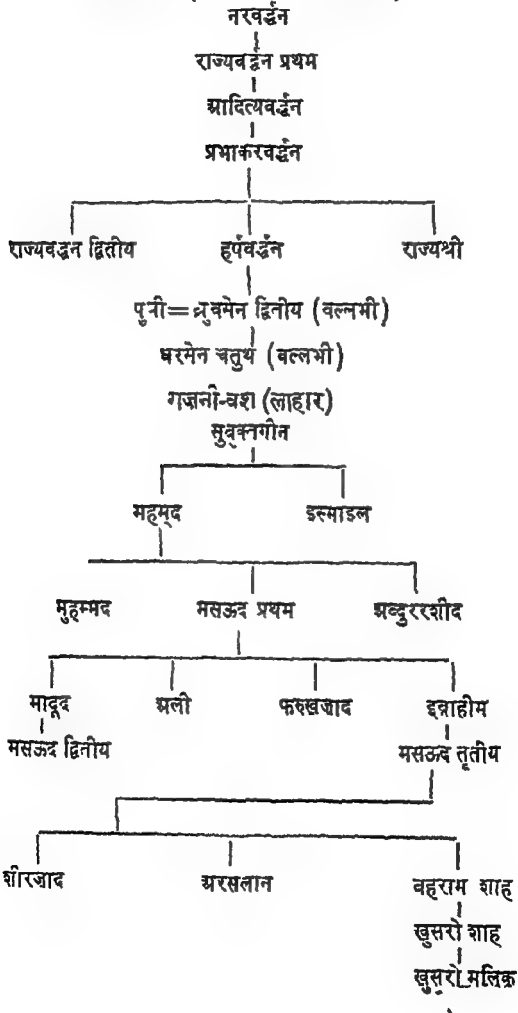 नरवर्द्धन
राज्यवर्द्धन प्रथम
आदित्यवर्द्धन
प्रभाकरवर्द्धन
राज्यवर्द्धन द्वितीय हर्षवर्द्धन राज्यश्री
पुत्री=ध्रुवसेन द्वितीय (वल्लभी)
धरसेन चतुर्थ (वल्लभी)
गजनी-वंश (लाहौर)
सुबुक्तगीन
महमूद इस्माइल
मुहम्मद मसऊद प्रथम अब्दुररशीद
मादूद अली फरुखज़ाद इब्राहीम
मसऊद द्वितीय मसऊद तृतीय
शीरजाद अरसलान बहराम शाह
खुसरो शाह
खुसरो मलिक